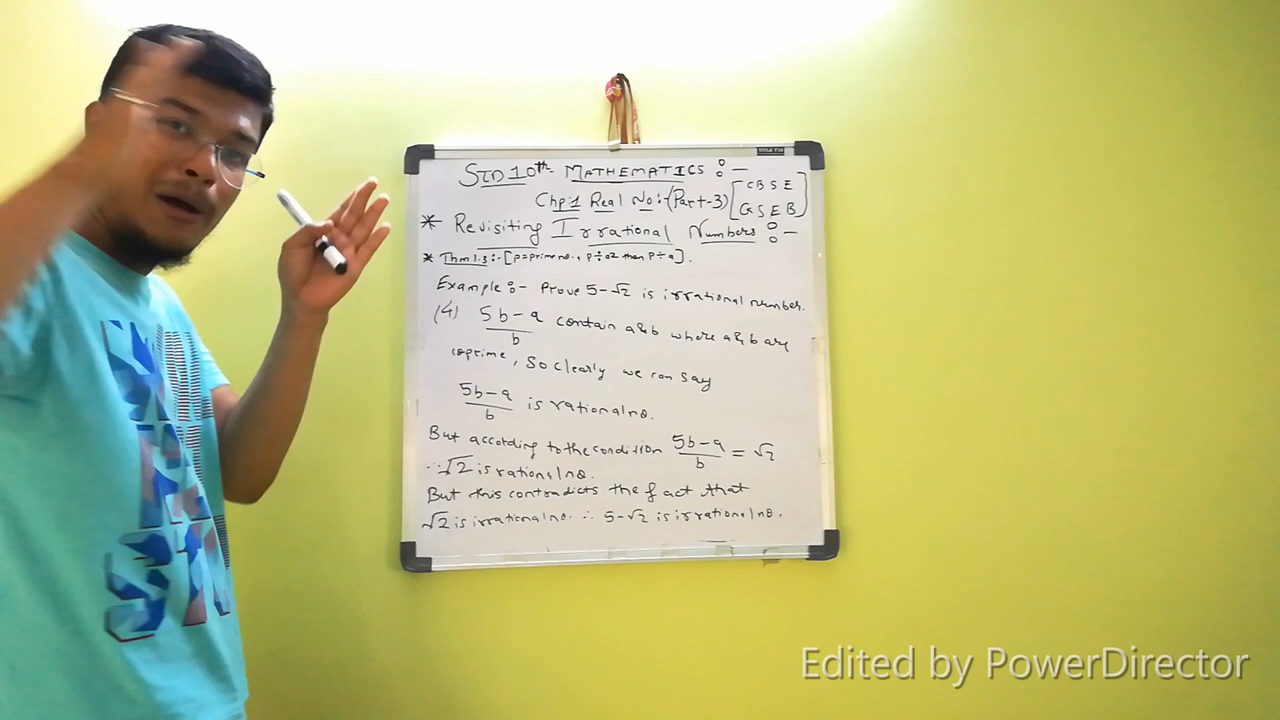 STD 10th MATHEMATICS :-
Chp:1 Real No:-(Part-3) [CBSE
GSEB]
* Revisiting Irrational Numbers :-
* Thm 1.3 :- [p=prime no., p÷a2 then p÷a].
Example :- Prove 5-√2 is irrational number.
(4) 5b-a/b contain a&b where a&b are
coprime, So clearly we can say
5b-a/b is rational no.
But according to the condition 5b-a/b = √2
∴ √2 is rational no.
But this contradicts the fact that
√2 is irrational no. ∴ 5-√2 is irrational no.
Edited by PowerDirector